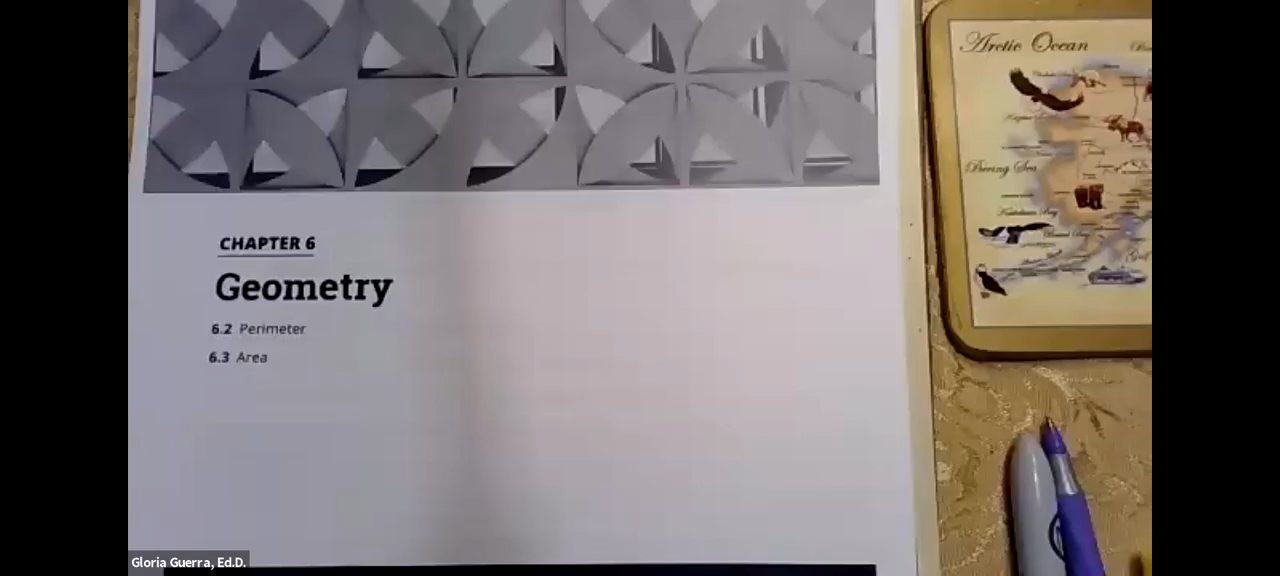 CHAPTER 6
Geometry
6.2 Perimeter
6.3 Area
Arctic Ocean
Bering Sea
Gloria Guerra, Ed.D.